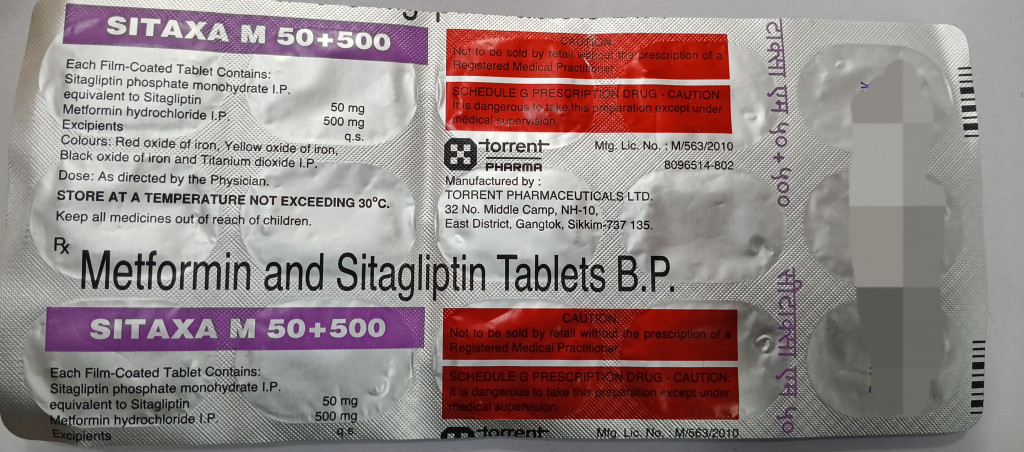 SITAXA M 50+500
Each Film-Coated Tablet Contains:
Sitagliptin phosphate monohydrate I.P.
equivalent to Sitagliptin 50 mg
Metformin hydrochloride I.P. 500 mg
Excipients q.s.
Colours: Red oxide of iron, Yellow oxide of iron,
Black oxide of iron and Titanium dioxide I.P.
Dose: As directed by the Physician.
STORE AT A TEMPERATURE NOT EXCEEDING 30°C.
Keep all medicines out of reach of children.
CAUTION
Not to be sold by retail without the prescription of a
Registered Medical Practitioner.
SCHEDULE G PRESCRIPTION DRUG - CAUTION:
It is dangerous to take this preparation except under
medical supervision.
torrent
PHARMA
Mfg. Lic. No. : M/563/2010
8096514-802
Manufactured by :
TORRENT PHARMACEUTICALS LTD.
32 No. Middle Camp, NH-10,
East District, Gangtok, Sikkim-737 135.
Rx
Metformin and Sitagliptin Tablets B.P.
SITAXA M 50+500
Each Film-Coated Tablet Contains:
Sitagliptin phosphate monohydrate I.P.
equivalent to Sitagliptin 50 mg
Metformin hydrochloride I.P. 500 mg
Excipients q.s.
CAUTION
Not to be sold by retail without the prescription of a
Registered Medical Practitioner.
SCHEDULE G PRESCRIPTION DRUG - CAUTION:
It is dangerous to take this preparation except under
medical supervision.
torrent
Mfg. Lic. No. : M/563/2010
एम ५०+५००